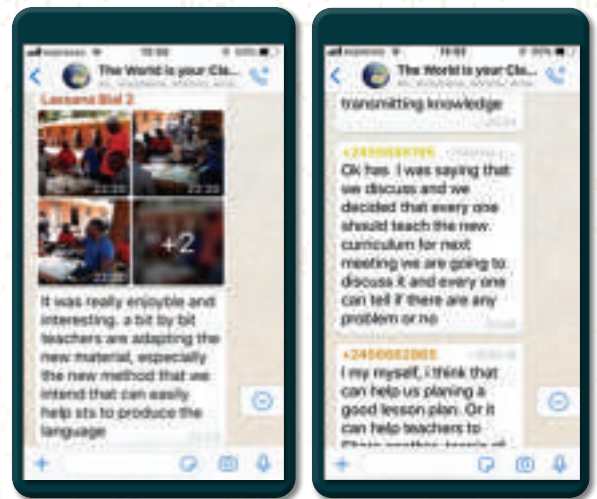 The World is your Cla...
Lessons Bial 2
+2
It was really enjoyble and
interesting. a bit by bit
teachers are adapting the
new material, especially
the new method that we
intend that can easily
help sts to produce the
language
The World is your Cla...
transmitting knowledge
Ok has I was saying that
we discuss and we
decided that every one
should teach the new
curriculum for next
meeting we are going to
discuss it and every one
can tell if there are any
problem or no
I my myself, i think that
can help us planing a
good lesson plan. Or it
can help teachers to